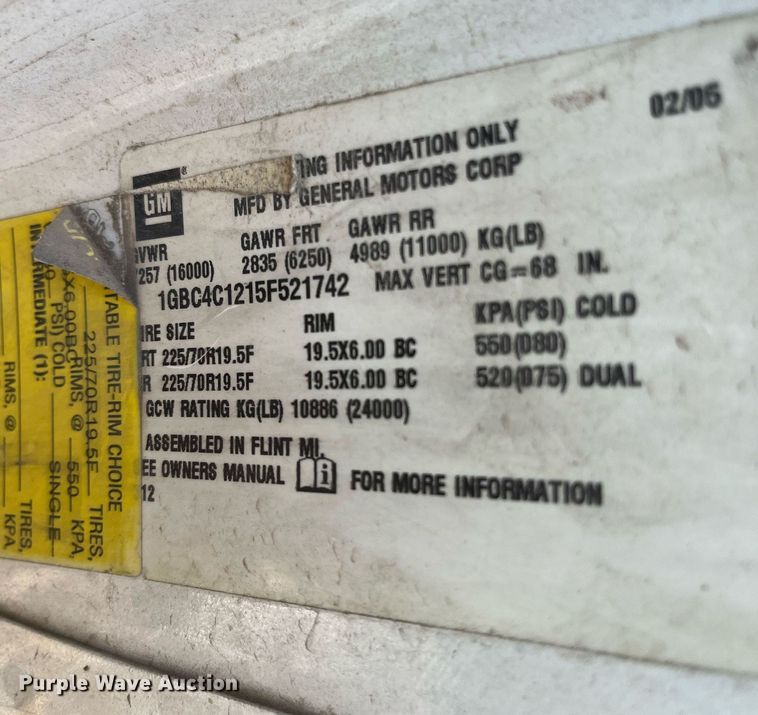 02/05
ING INFORMATION ONLY
GM ® MFD BY GENERAL MOTORS CORP
GVWR GAWR FRT GAWR RR
257 (16000) 2835 (6250) 4989 (11000) KG(LB)
1GBC4C1215F521742 MAX VERT CG=68 IN.
IRE SIZE RIM KPA(PSI) COLD
RT 225/70R19.5F 19.5X6.00 BC 550(080)
R 225/70R19.5F 19.5X6.00 BC 520(075) DUAL
GCW RATING KG(LB) 10886 (24000)
ASSEMBLED IN FLINT MI.
EE OWNERS MANUAL i FOR MORE INFORMATION
12
TABLE TIRE-RIM CHOICE
225/70R19.5F TIRES,
X6.00BC RIMS, @ 550 KPA,
PSI) COLD SINGLE
INTERMEDIATE (1):
TIRES,
RIMS, @ KPA,
Purple Wave Auction